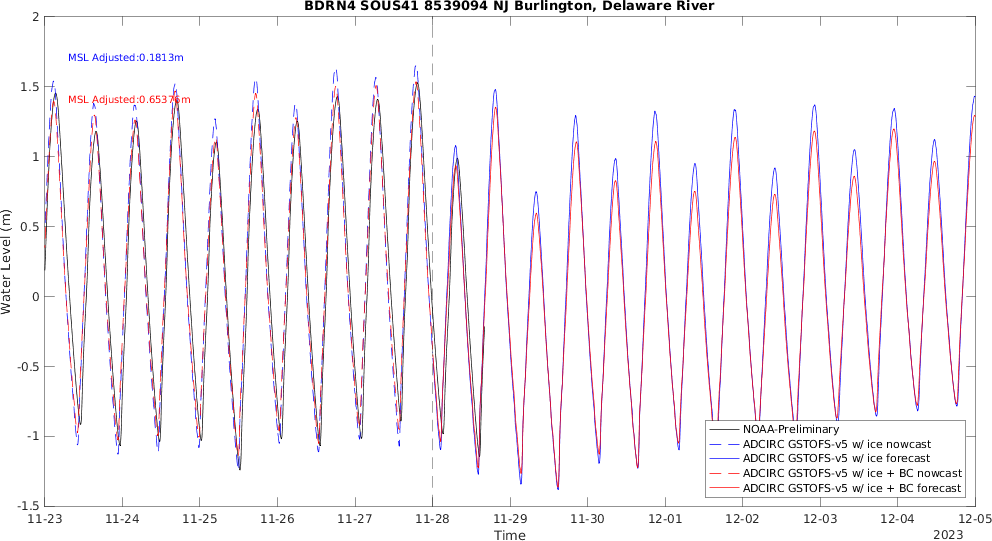 BDRN4 SOUS41 8539094 NJ Burlington, Delaware River
2
1.5
1
0.5
0
-0.5
-1
-1.5
Water Level (m)
MSL Adjusted:0.1813m
MSL Adjusted:0.65375m
NOAA-Preliminary
ADCIRC GSTOFS-v5 w/ ice nowcast
ADCIRC GSTOFS-v5 w/ ice forecast
ADCIRC GSTOFS-v5 w/ ice + BC nowcast
ADCIRC GSTOFS-v5 w/ ice + BC forecast
11-23 11-24 11-25 11-26 11-27 11-28 11-29 11-30 12-01 12-02 12-03 12-04 12-05
Time
2023